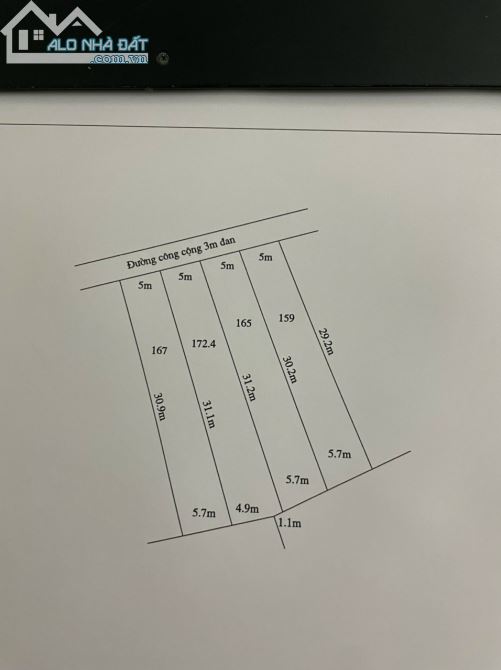 ALO NHÀ ĐẤT
.com.vn
Đường công cộng 3m đan
5m
5m
5m
5m
167
172.4
165
159
30.9m
31.1m
31.2m
30.2m
29.2m
5.7m
4.9m
5.7m
5.7m
1.1m